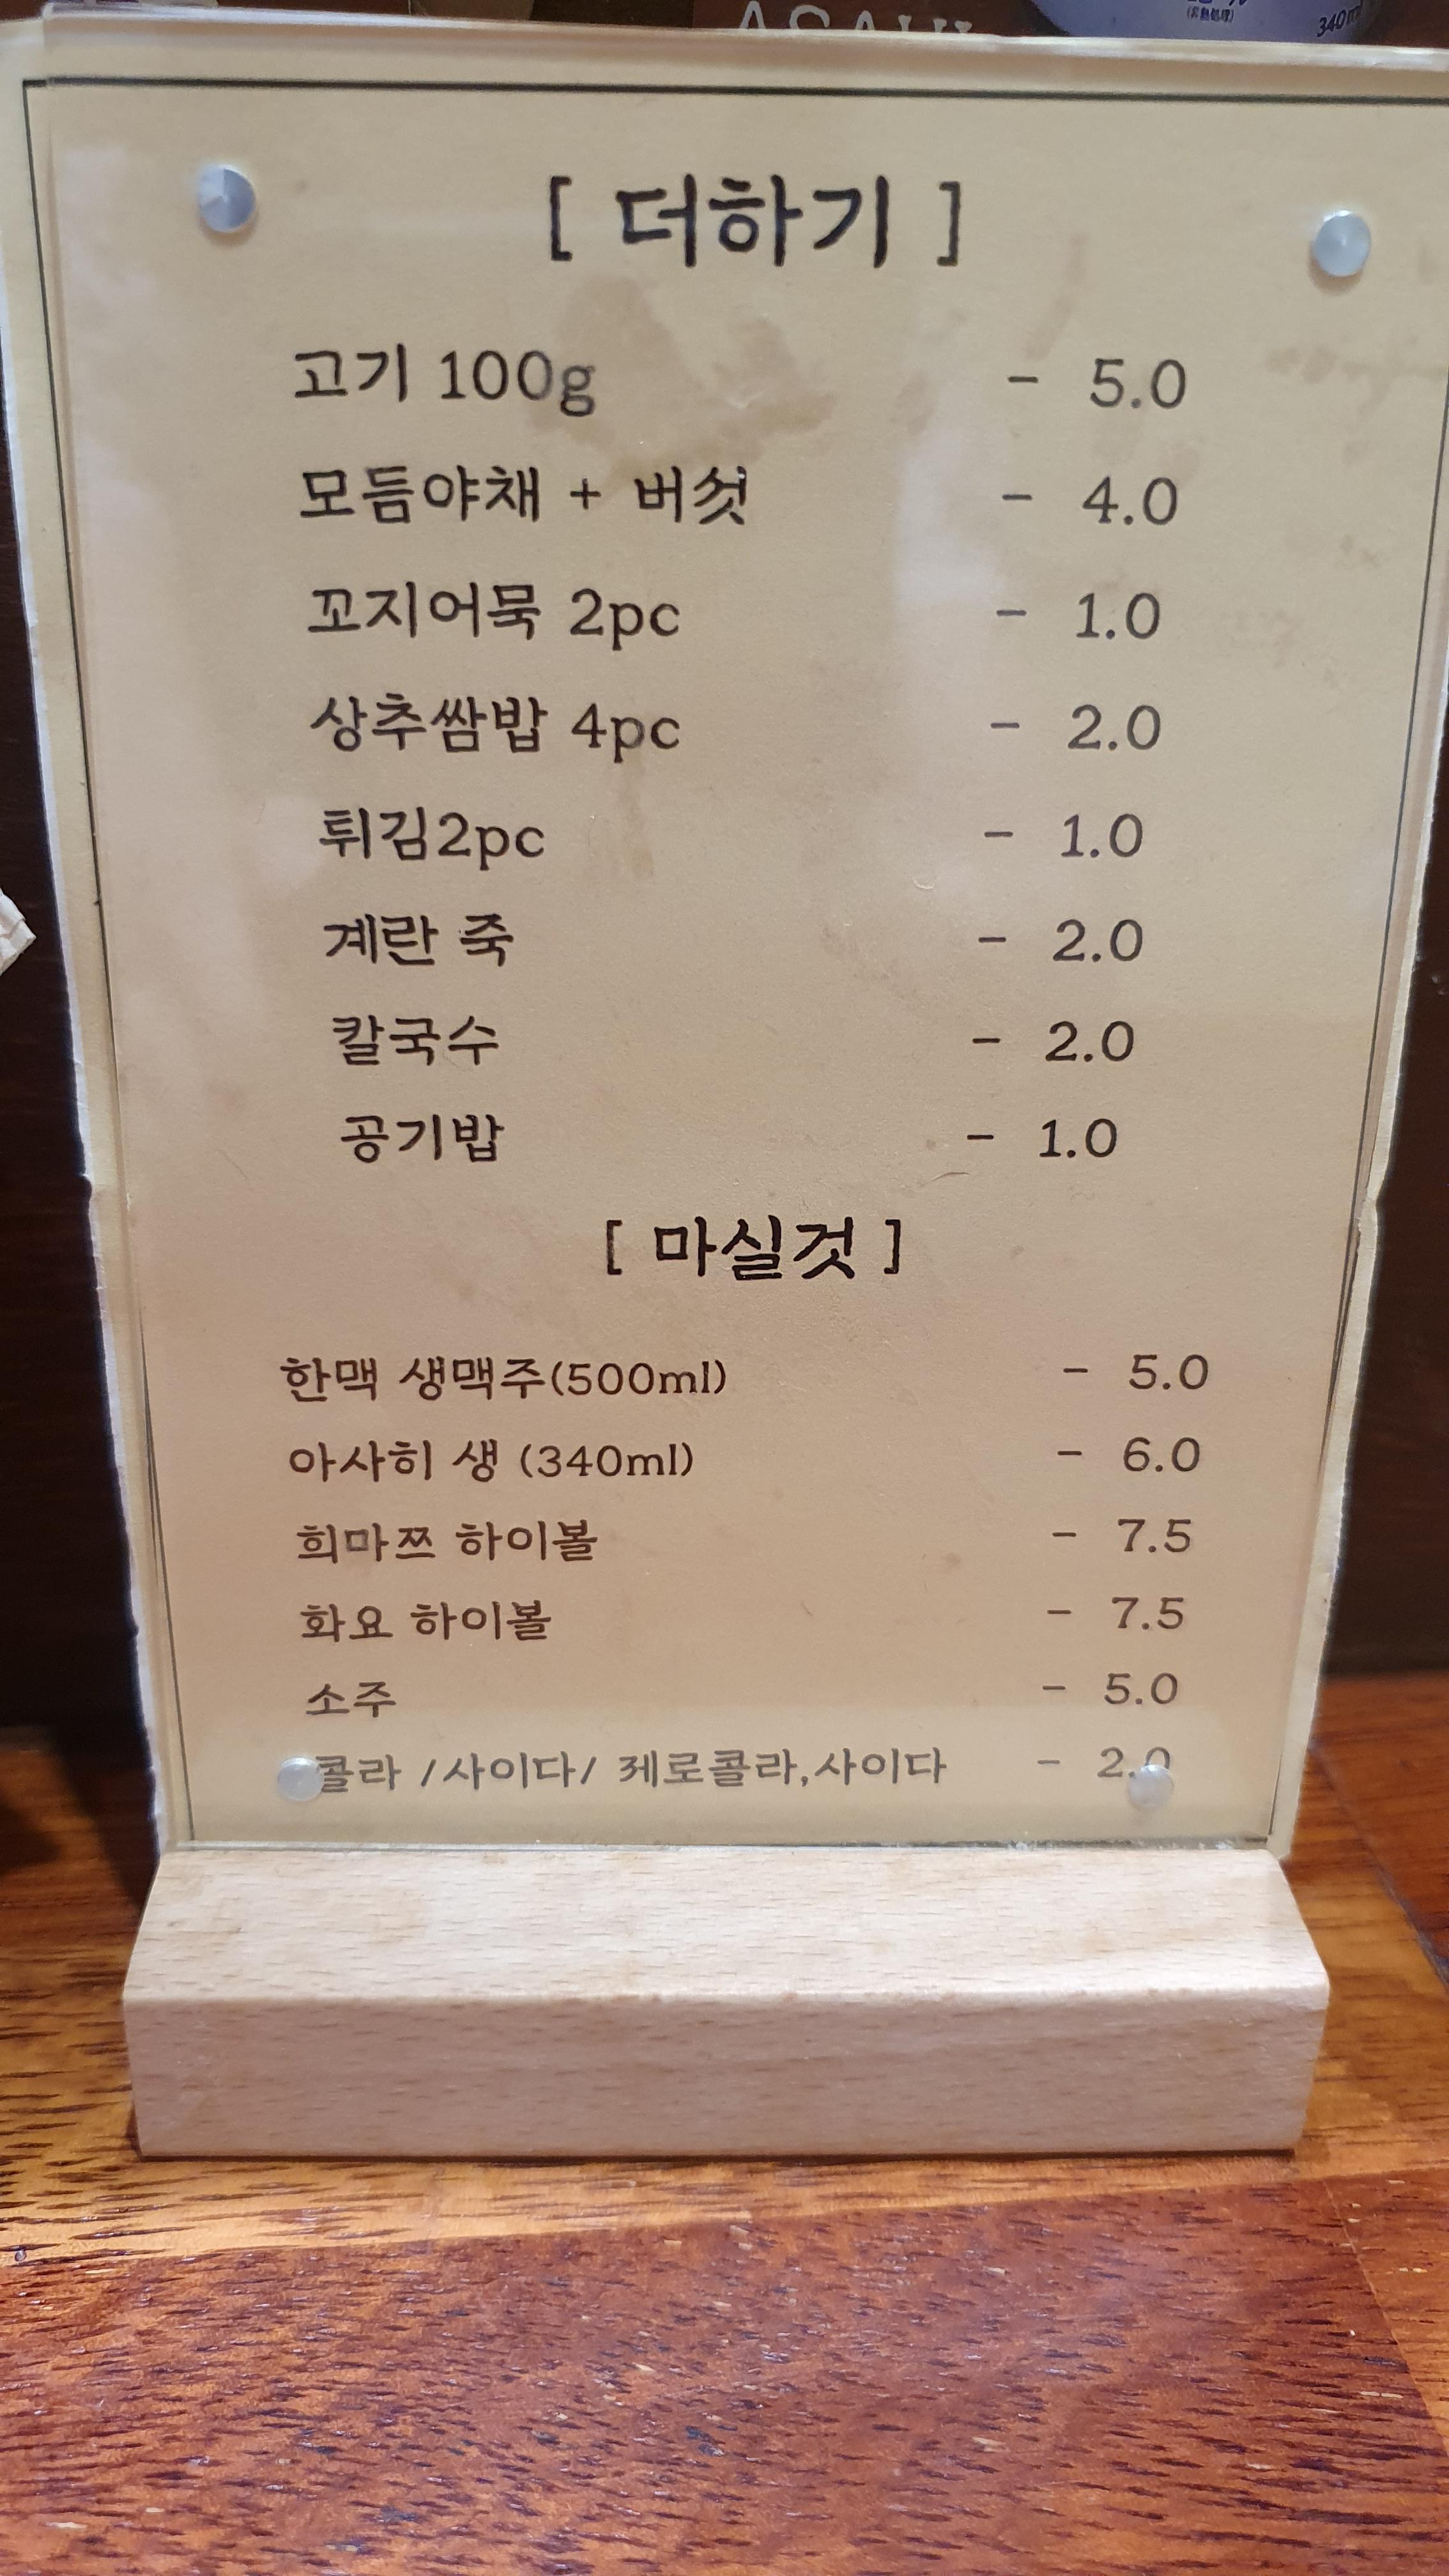 340ml
[ 더하기 ]
고기 100g - 5.0
모듬야채 + 버섯 - 4.0
꼬지어묵 2pc - 1.0
상추쌈밥 4pc - 2.0
튀김2pc - 1.0
계란 죽 - 2.0
칼국수 - 2.0
공기밥 - 1.0
[ 마실것 ]
한맥 생맥주(500ml) - 5.0
아사히 생 (340ml) - 6.0
희마쯔 하이볼 - 7.5
화요 하이볼 - 7.5
소주 - 5.0
콜라 /사이다/ 제로콜라,사이다 - 2.0